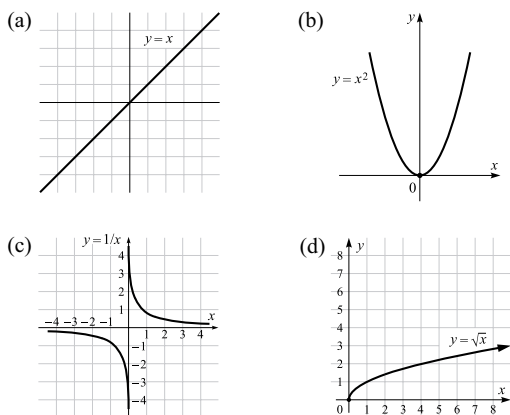 (a)
y = x
(b)
y
y = x²
x
0
(c)
y = 1/x
4
3
2
1
x
−4 −3 −2 −1
1 2 3 4
−1
−2
−3
−4
(d)
y
8
7
6
5
4
3
2
1
y = √x
x
0 1 2 3 4 5 6 7 8